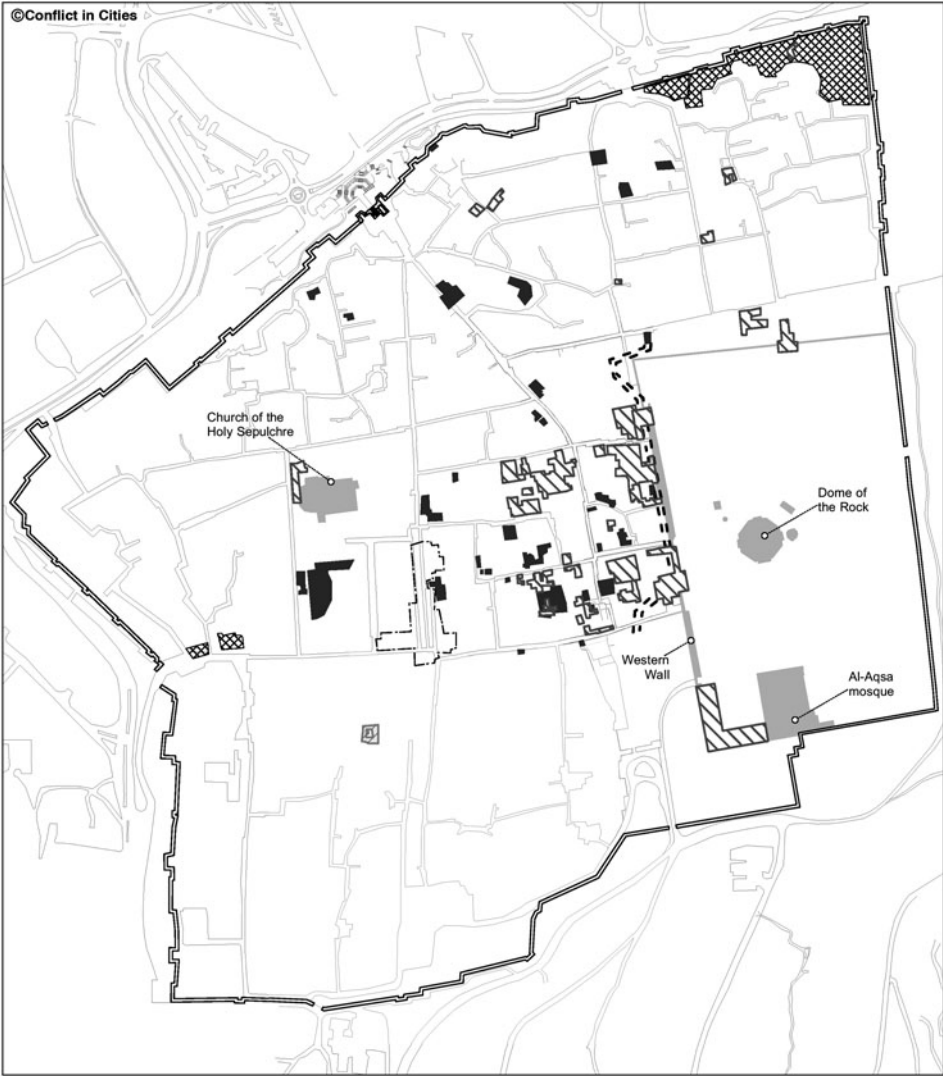 ©Conflict in Cities
Church of the
Holy Sepulchre
Dome of
the Rock
Western
Wall
Al-Aqsa
mosque